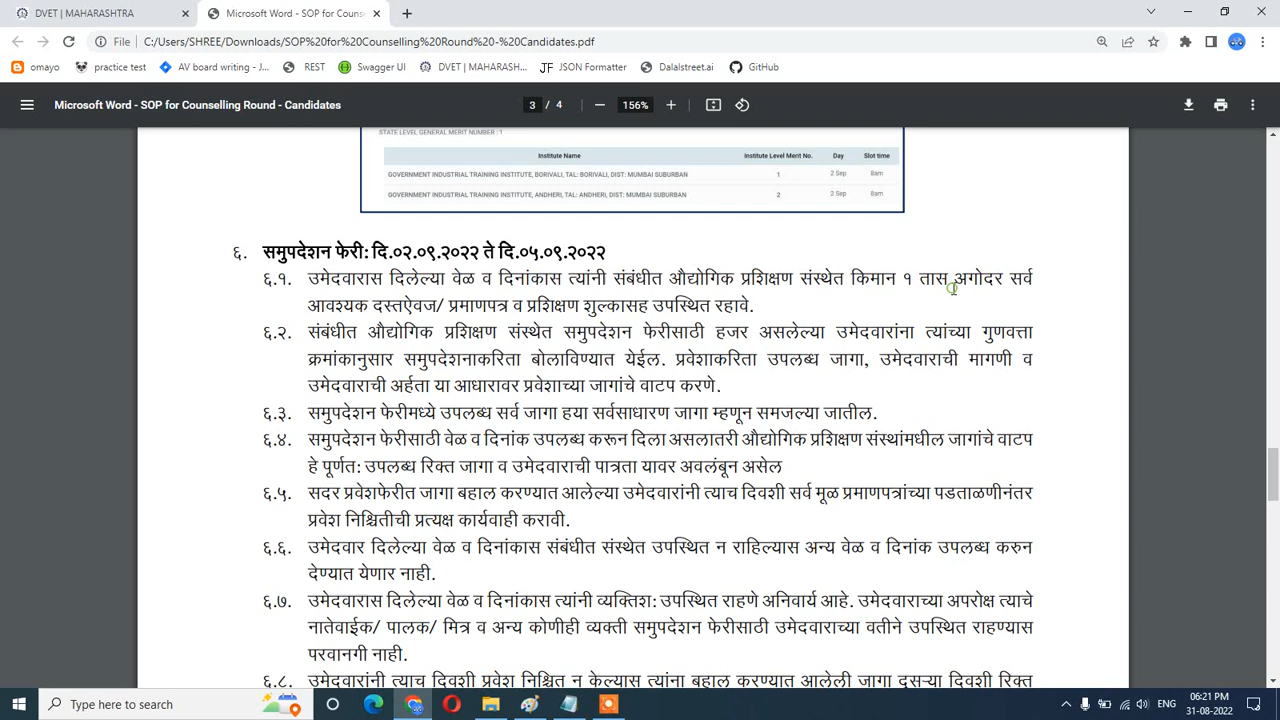 DVET | MAHARASHTRA
Microsoft Word - SOP for Counsel
File
C:/Users/SHREE/Downloads/SOP%20for%20Counselling%20Round%20-%20Candidates.pdf
omayo
practice test
AV board writing - J...
REST
Swagger UI
DVET | MAHARASH...
JSON Formatter
Dalalstreet.ai
GitHub
Microsoft Word - SOP for Counselling Round - Candidates
3 / 4
156%
STATE LEVEL GENERAL MERIT NUMBER : 1
Institute Name Institute Level Merit No. Day Slot time
GOVERNMENT INDUSTRIAL TRAINING INSTITUTE, BORIVALI, TAL: BORIVALI, DIST: MUMBAI SUBURBAN 1 2 Sep 8am
GOVERNMENT INDUSTRIAL TRAINING INSTITUTE, ANDHERI, TAL: ANDHERI, DIST: MUMBAI SUBURBAN 2 2 Sep 8am
६. समुपदेशन फेरी: दि.०२.०९.२०२२ ते दि.०५.०९.२०२२
६.१. उमेदवारास दिलेल्या वेळ व दिनांकास त्यांनी संबंधीत औद्योगिक प्रशिक्षण संस्थेत किमान १ तास अगोदर सर्व
आवश्यक दस्तऐवज/ प्रमाणपत्र व प्रशिक्षण शुल्कासह उपस्थित रहावे.
६.२. संबंधीत औद्योगिक प्रशिक्षण संस्थेत समुपदेशन फेरीसाठी हजर असलेल्या उमेदवारांना त्यांच्या गुणवत्ता
क्रमांकानुसार समुपदेशनाकरिता बोलाविण्यात येईल. प्रवेशाकरिता उपलब्ध जागा, उमेदवाराची मागणी व
उमेदवाराची अर्हता या आधारावर प्रवेशाच्या जागांचे वाटप करणे.
६.३. समुपदेशन फेरीमध्ये उपलब्ध सर्व जागा हया सर्वसाधारण जागा म्हणून समजल्या जातील.
६.४. समुपदेशन फेरीसाठी वेळ व दिनांक उपलब्ध करून दिला असलातरी औद्योगिक प्रशिक्षण संस्थांमधील जागांचे वाटप
हे पूर्णत: उपलब्ध रिक्त जागा व उमेदवाराची पात्रता यावर अवलंबून असेल
६.५. सदर प्रवेशफेरीत जागा बहाल करण्यात आलेल्या उमेदवारांनी त्याच दिवशी सर्व मूळ प्रमाणपत्रांच्या पडताळणीनंतर
प्रवेश निश्चितीची प्रत्यक्ष कार्यवाही करावी.
६.६. उमेदवार दिलेल्या वेळ व दिनांकास संबंधीत संस्थेत उपस्थित न राहिल्यास अन्य वेळ व दिनांक उपलब्ध करुन
देण्यात येणार नाही.
६.७. उमेदवारास दिलेल्या वेळ व दिनांकास त्यांनी व्यक्तिश: उपस्थित राहणे अनिवार्य आहे. उमेदवाराच्या अपरोक्ष त्याचे
नातेवाईक/ पालक/ मित्र व अन्य कोणीही व्यक्ती समुपदेशन फेरीसाठी उमेदवाराच्या वतीने उपस्थित राहण्यास
परवानगी नाही.
६.८. उमेदवारांनी त्याच दिवशी प्रवेश निश्चित न केल्यास त्यांना बहाल करण्यात आलेली जागा दुसऱ्या दिवशी रिक्त
Type here to search
06:21 PM
31-08-2022